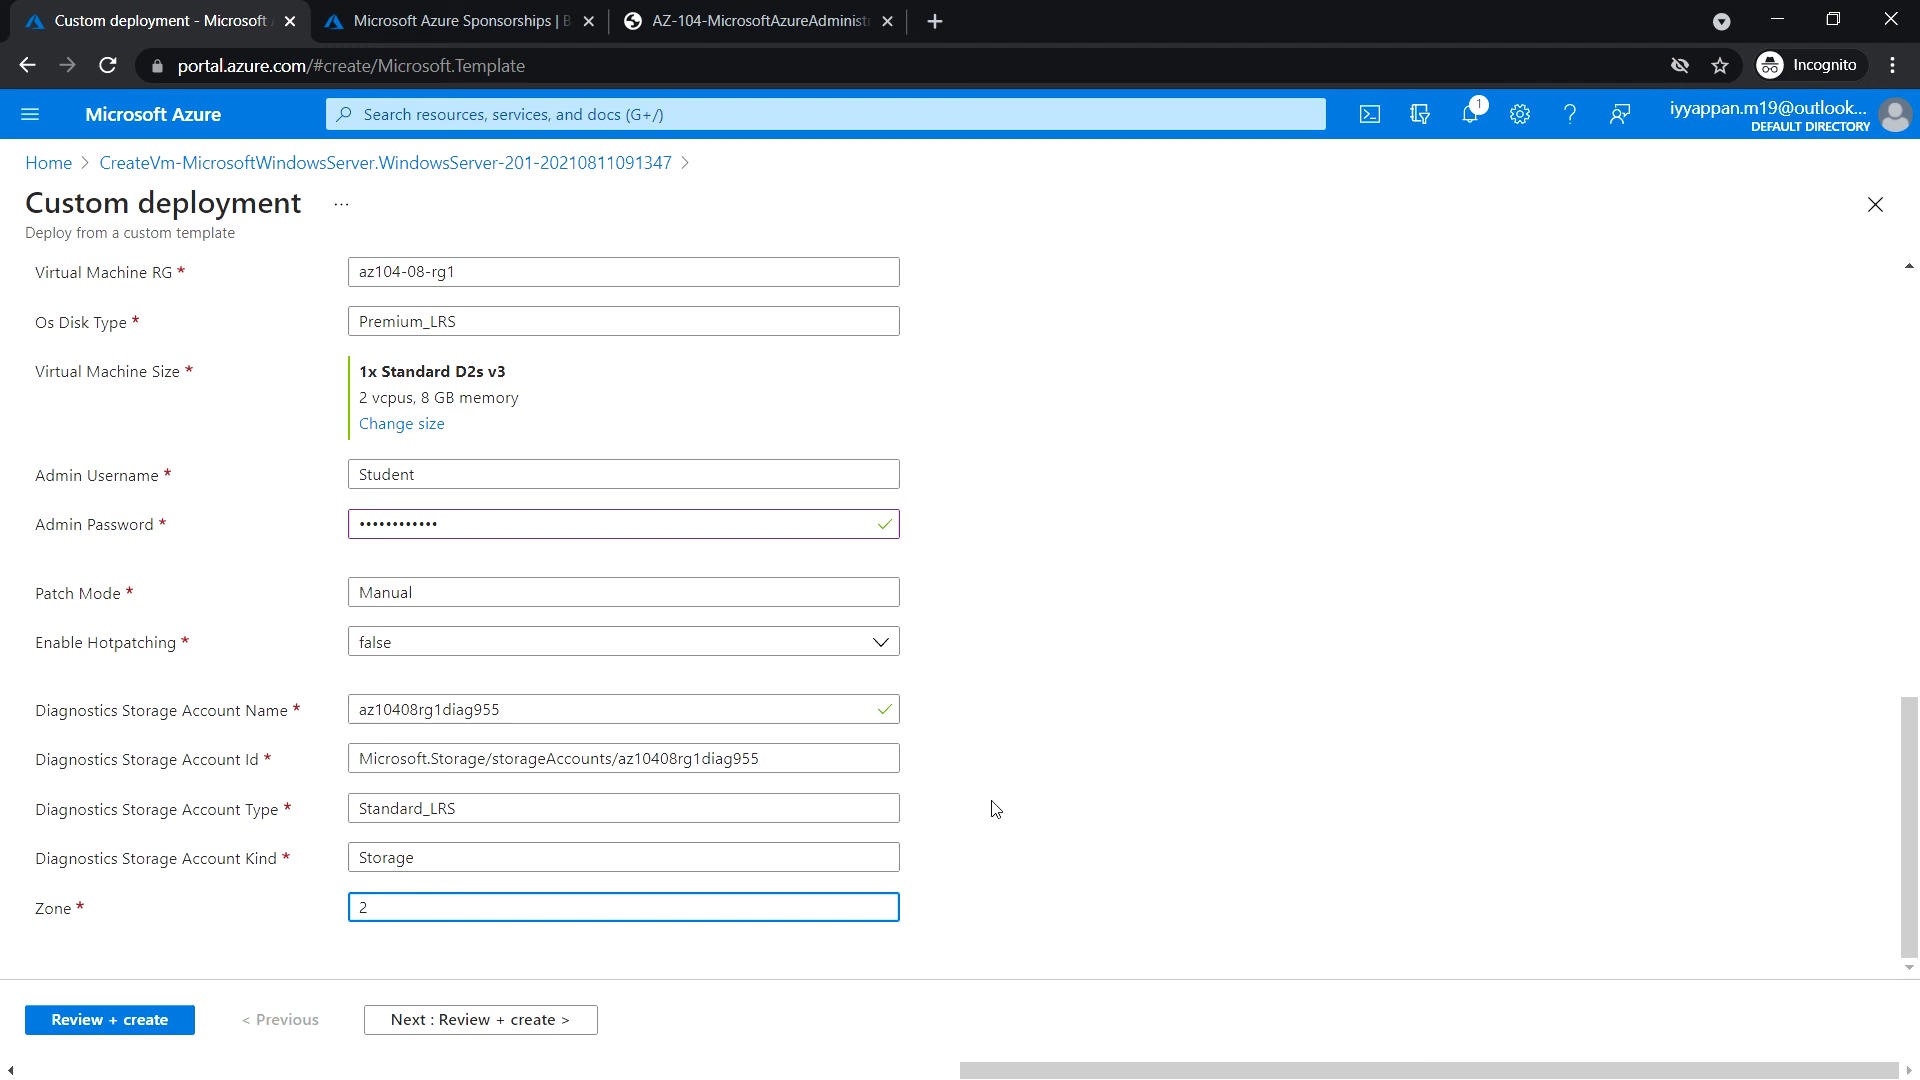 Custom deployment - Microsoft A
Microsoft Azure Sponsorships | B
AZ-104-MicrosoftAzureAdminist
portal.azure.com/#create/Microsoft.Template
Incognito
Microsoft Azure
Search resources, services, and docs (G+/)
1
iyyappan.m19@outlook...
DEFAULT DIRECTORY
Home > CreateVm-MicrosoftWindowsServer.WindowsServer-201-20210811091347 >
Custom deployment ...
Deploy from a custom template
Virtual Machine RG * az104-08-rg1
Os Disk Type * Premium_LRS
Virtual Machine Size * 1x Standard D2s v3
2 vcpus, 8 GB memory
Change size
Admin Username * Student
Admin Password * ••••••••••••
Patch Mode * Manual
Enable Hotpatching * false
Diagnostics Storage Account Name * az10408rg1diag955
Diagnostics Storage Account Id * Microsoft.Storage/storageAccounts/az10408rg1diag955
Diagnostics Storage Account Type * Standard_LRS
Diagnostics Storage Account Kind * Storage
Zone * 2
Review + create
< Previous
Next : Review + create >